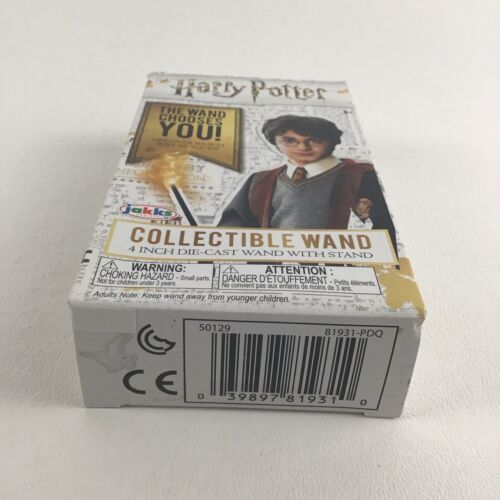 Harry Potter
THE WAND
CHOOSES
YOU!
jakks
COLLECTIBLE WAND
4 INCH DIE-CAST WAND WITH STAND
WARNING:
CHOKING HAZARD - Small parts.
Not for children under 3 years.
ATTENTION :
DANGER D'ÉTOUFFEMENT - Petits éléments
Ne convient pas aux enfants de moins de 3 ans.
Adults Note: Keep wand away from younger children.
50129 81931-PDQ
CE
0 39897 81931 0